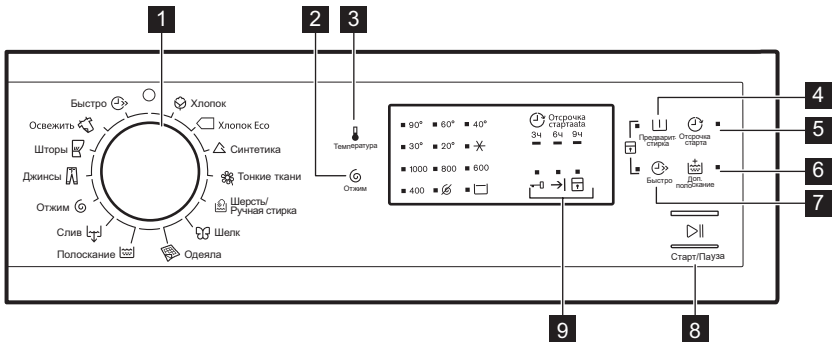 1
2
3
4
5
6
7
8
9
Быстро
Освежить
Шторы
Джинсы
Отжим
Слив
Полоскание
Хлопок
Хлопок Eco
Синтетика
Тонкие ткани
Шерсть/
Ручная стирка
Шелк
Одеяла
Температура
Отжим
90° 60° 40°
30° 20°
1000 800 600
400
Отсрочка
стартаata
3ч 6ч 9ч
Предварит.
стирка
Отсрочка
старта
Быстро
Доп.
полоскание
Старт/Пауза